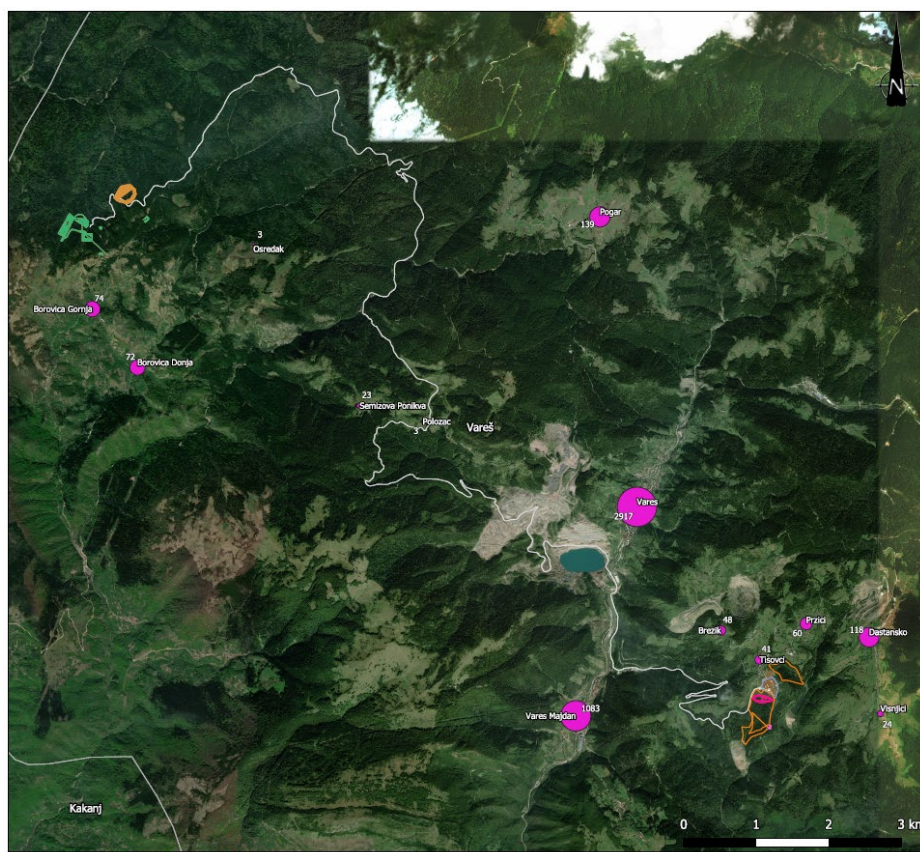 N
Pogar
139
3
Osredak
74
Borovica Gornja
72
Borovica Donja
23
Semizova Ponikva
Polozac
3
Vareš
Vares
2917
48
Brezik
Przici
60
118
Dastansko
41
Tisovci
Visnjici
24
1083
Vares Majdan
Kakanj
0 1 2 3 km